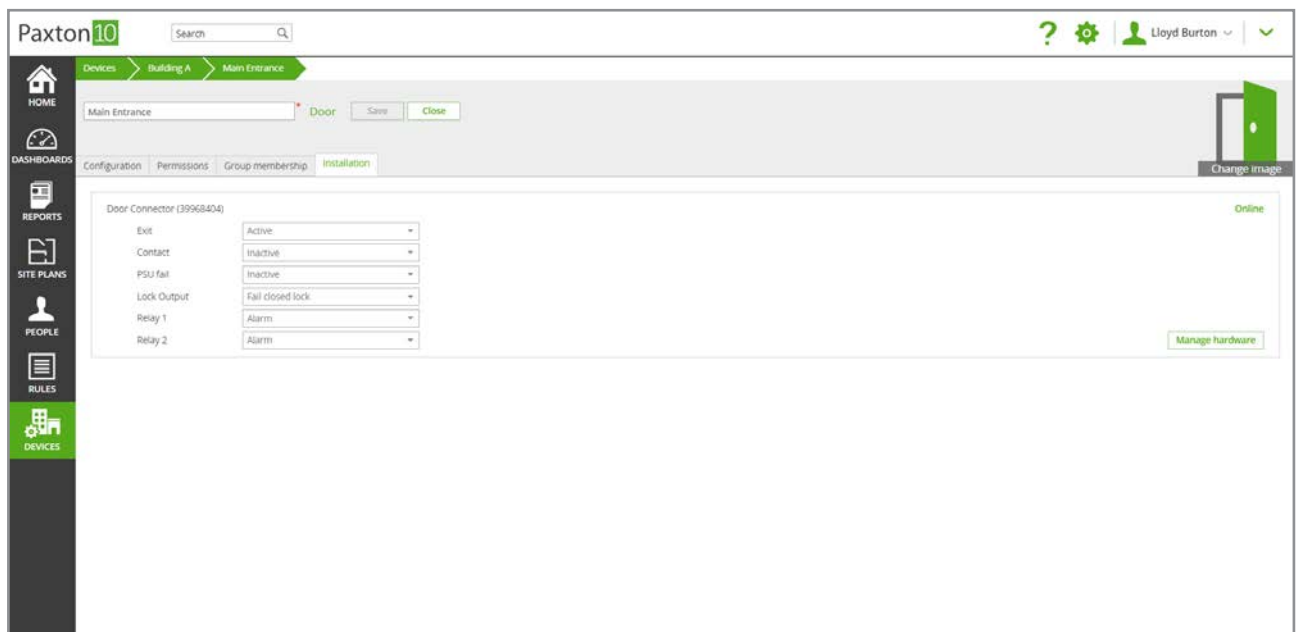 Paxton10
Search
Lloyd Burton
HOME
DASHBOARDS
REPORTS
SITE PLANS
PEOPLE
RULES
DEVICES
Devices Building A Main Entrance
Main Entrance * Door Save Close
Change image
Configuration Permissions Group membership Installation
Door Connector (39968404) Online
Exit Active
Contact Inactive
PSU fail Inactive
Lock Output Fail closed lock
Relay 1 Alarm
Relay 2 Alarm
Manage hardware